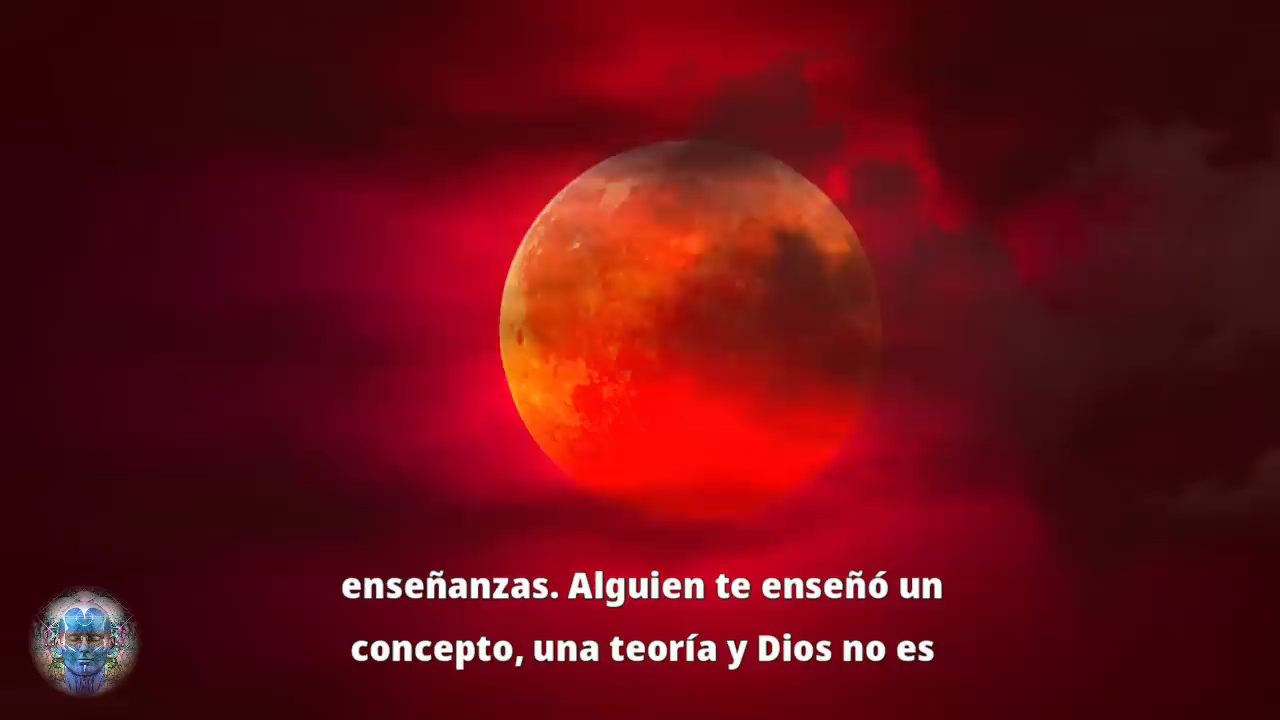 enseñanzas. Alguien te enseñó un
concepto, una teoría y Dios no es